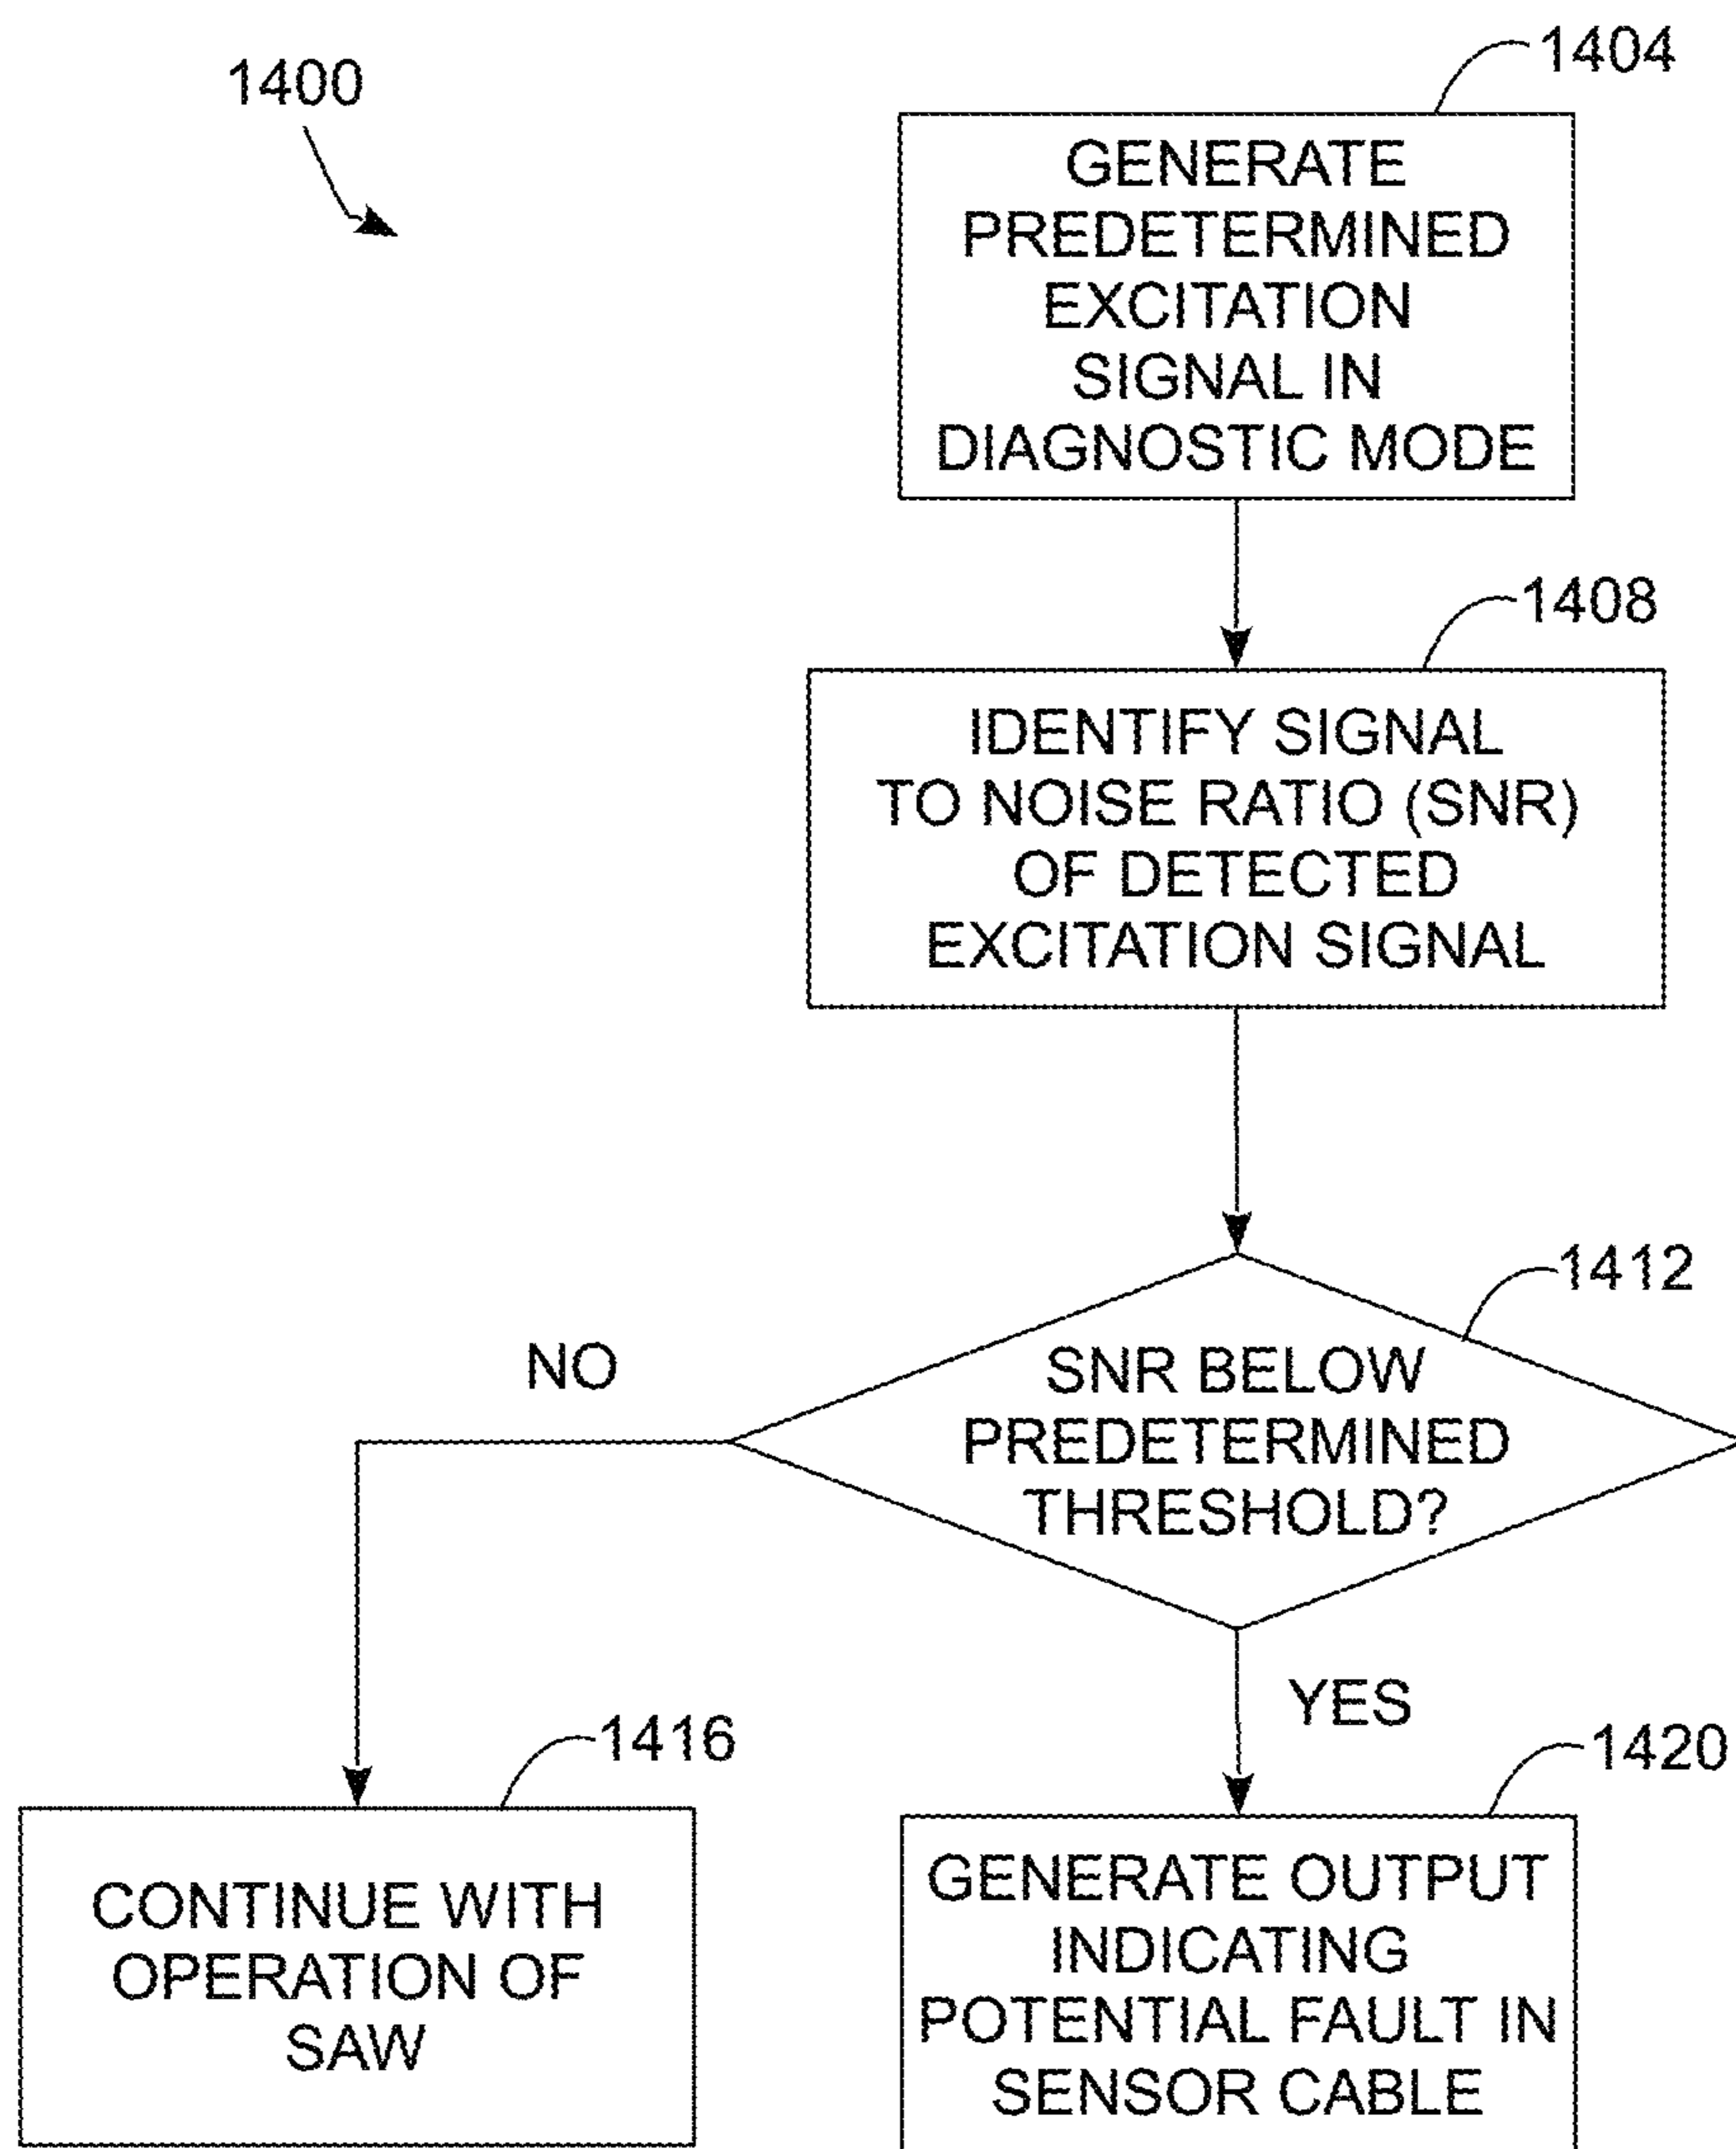 1400
1404
GENERATE
PREDETERMINED
EXCITATION
SIGNAL IN
DIAGNOSTIC MODE
1408
IDENTIFY SIGNAL
TO NOISE RATIO (SNR)
OF DETECTED
EXCITATION SIGNAL
1412
SNR BELOW
PREDETERMINED
THRESHOLD?
NO
YES
1416
CONTINUE WITH
OPERATION OF
SAW
1420
GENERATE OUTPUT
INDICATING
POTENTIAL FAULT IN
SENSOR CABLE